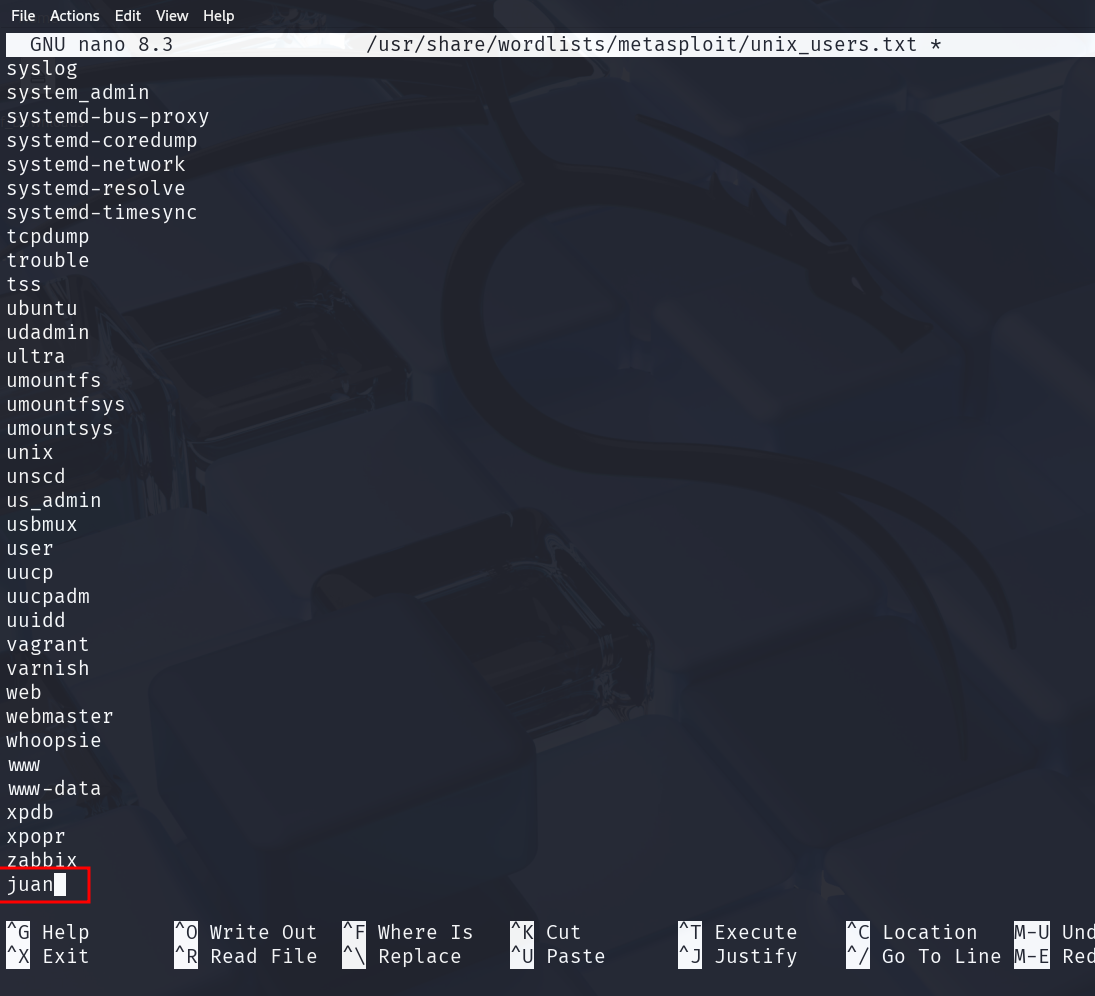 File Actions Edit View Help
GNU nano 8.3 /usr/share/wordlists/metasploit/unix_users.txt *
syslog
system_admin
systemd-bus-proxy
systemd-coredump
systemd-network
systemd-resolve
systemd-timesync
tcpdump
trouble
tss
ubuntu
udadmin
ultra
umountfs
umountfsys
umountsys
unix
unscd
us_admin
usbmux
user
uucp
uucpadm
uuidd
vagrant
varnish
web
webmaster
whoopsie
www
www-data
xpdb
xpopr
zabbix
juan
^G Help ^O Write Out ^F Where Is ^K Cut ^T Execute ^C Location M-U Und
^X Exit ^R Read File ^\ Replace ^U Paste ^J Justify ^/ Go To Line M-E Red